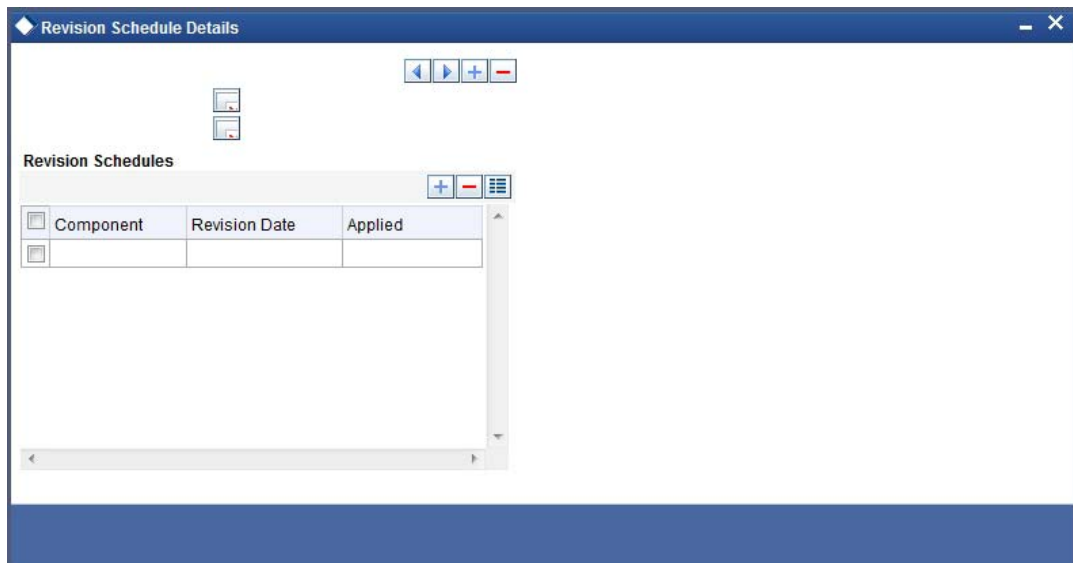 Revision Schedule Details
Revision Schedules
Component Revision Date Applied